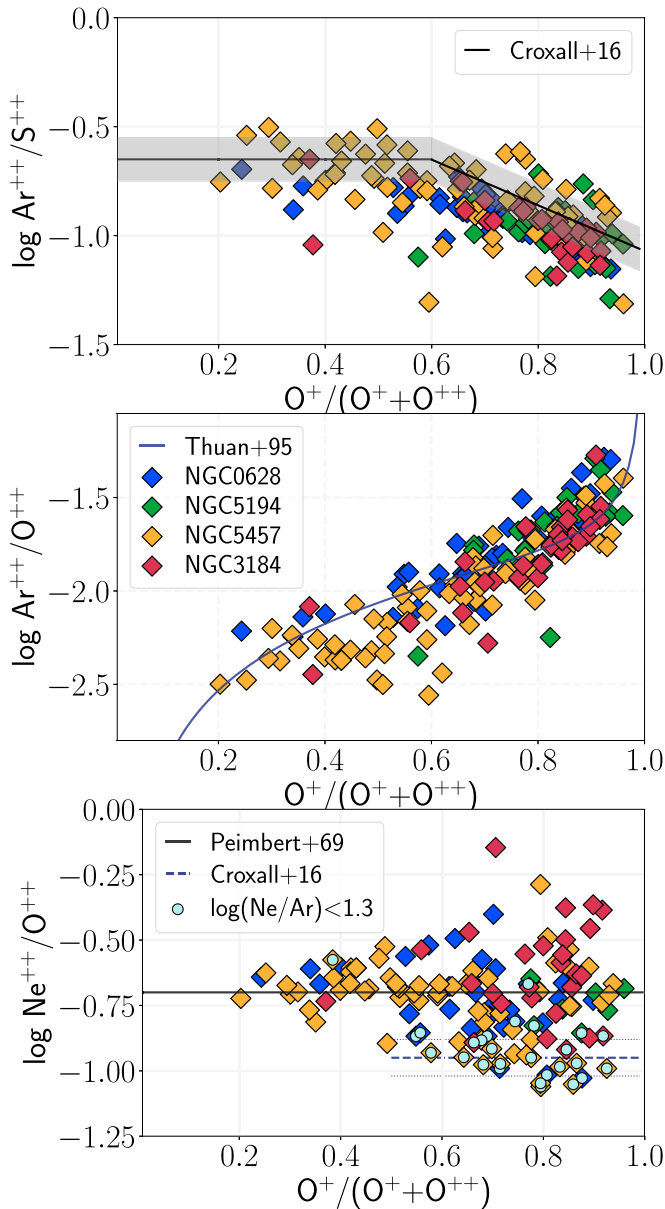 0.0
Croxall+16
−0.5
−1.0
−1.5
log Ar⁺⁺/S⁺⁺
0.2 0.4 0.6 0.8 1.0
O⁺/(O⁺+O⁺⁺)
Thuan+95
NGC0628
NGC5194
NGC5457
NGC3184
−1.5
−2.0
−2.5
log Ar⁺⁺/O⁺⁺
0.2 0.4 0.6 0.8 1.0
O⁺/(O⁺+O⁺⁺)
0.00
Peimbert+69
Croxall+16
log(Ne/Ar)<1.3
−0.25
−0.50
−0.75
−1.00
−1.25
log Ne⁺⁺/O⁺⁺
0.2 0.4 0.6 0.8 1.0
O⁺/(O⁺+O⁺⁺)